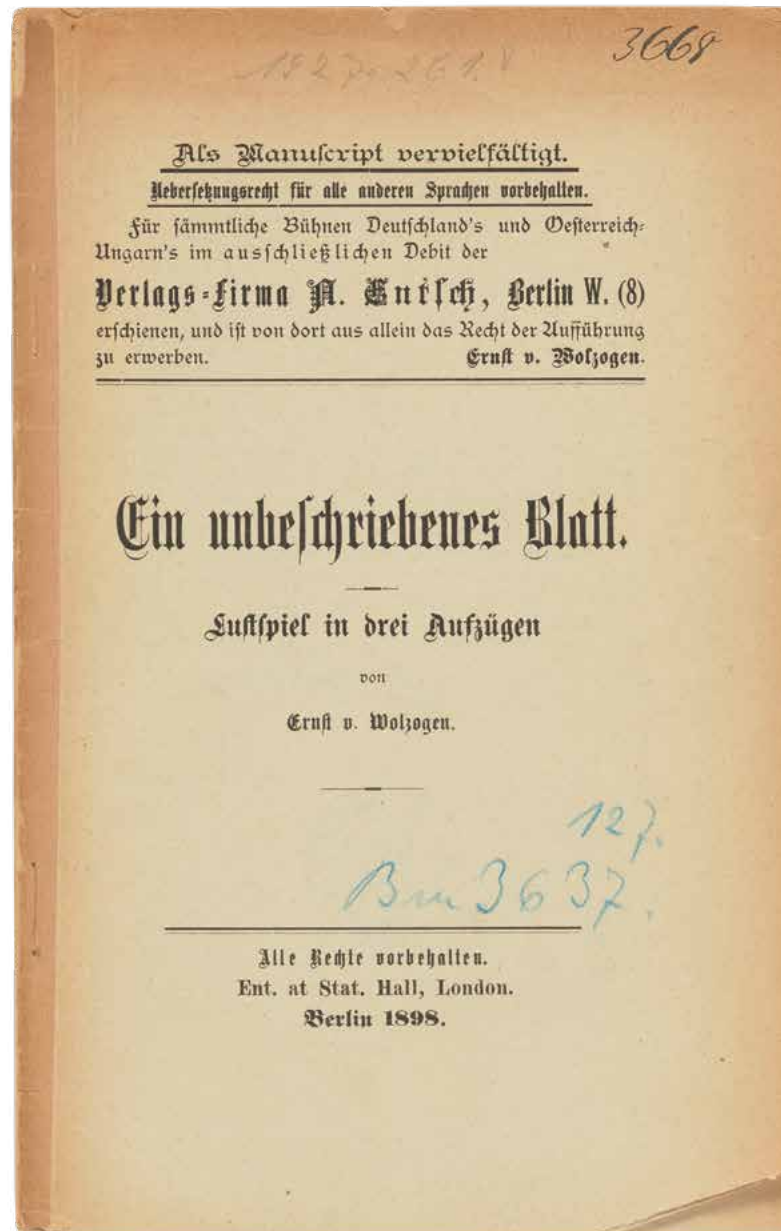 3668
Als Manuſcript vervielfältigt.
Ueberſetzungsrecht für alle anderen Sprachen vorbehalten.
Für ſämmtliche Bühnen Deutſchland's und Oeſterreich-
Ungarn's im ausſchließlichen Debit der
Verlags-Firma A. Entſch, Berlin W. (8)
erſchienen, und iſt von dort aus allein das Recht der Aufführung
zu erwerben. Ernſt v. Wolzogen.
Ein unbeſchriebenes Blatt.
Luſtſpiel in drei Aufzügen
von
Ernſt v. Wolzogen.
127.
Bm 3637.
Alle Rechte vorbehalten.
Ent. at Stat. Hall, London.
Berlin 1898.